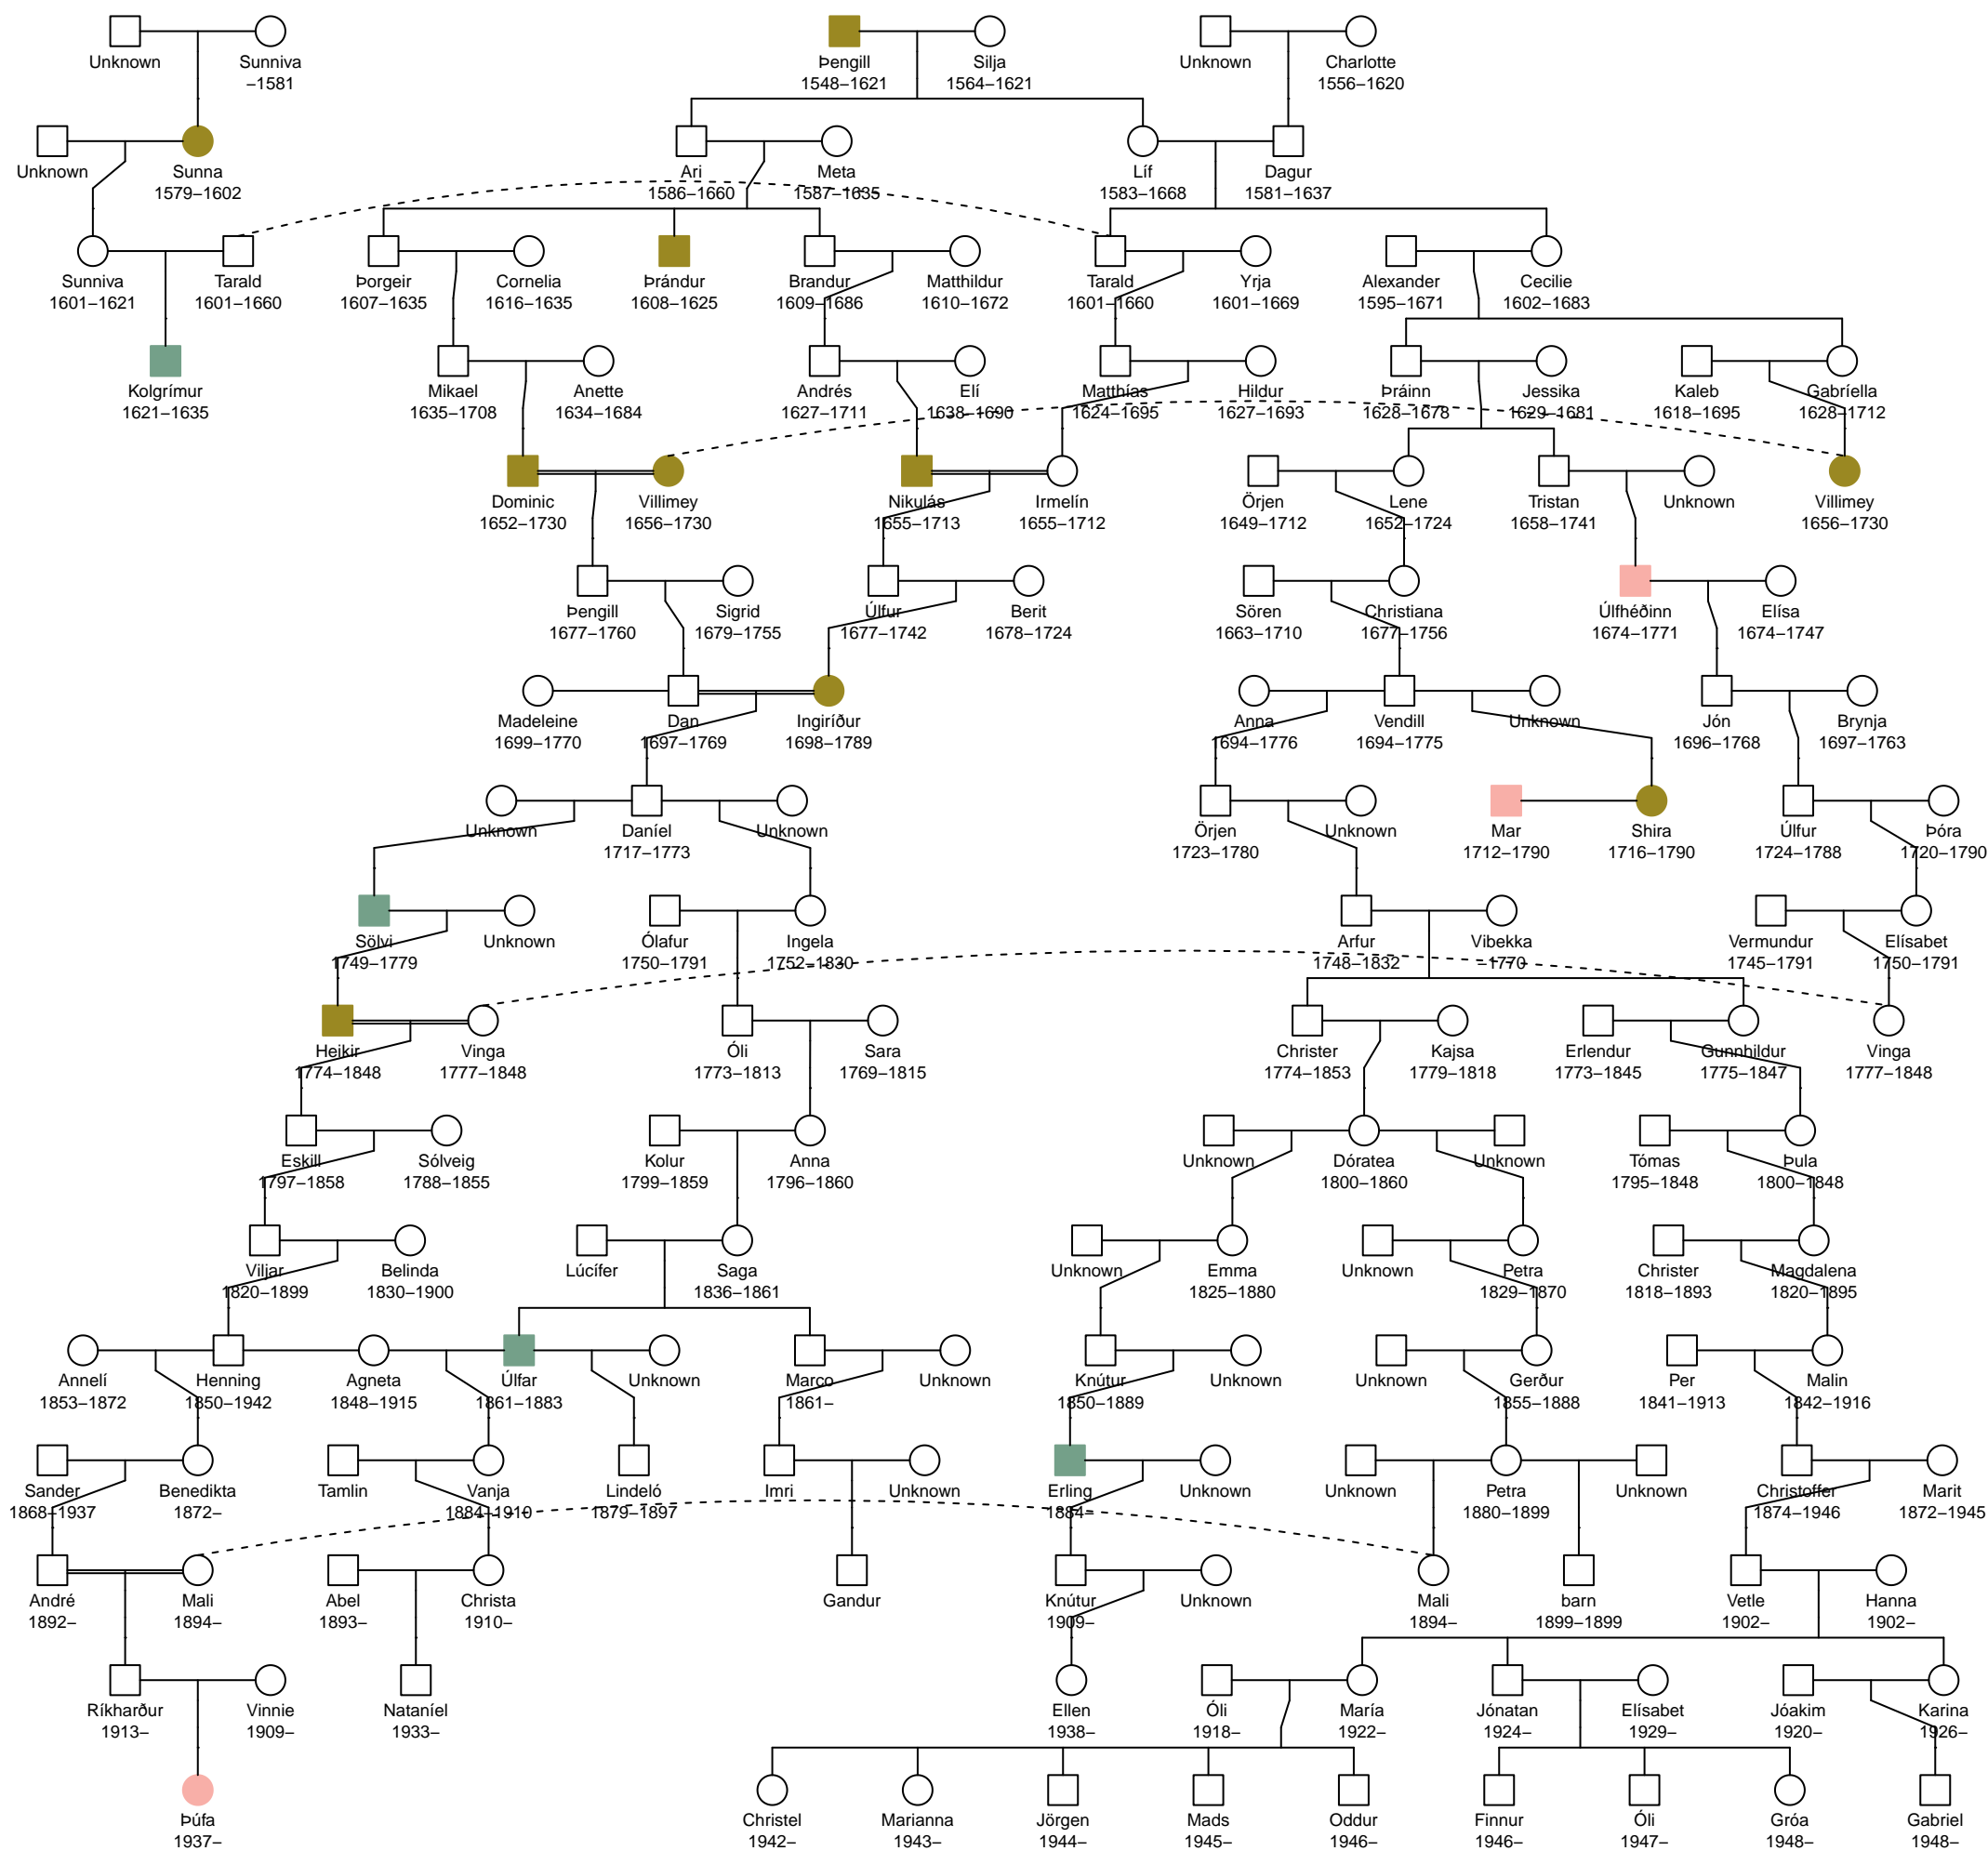 Unknown
Sunniva
−1581
Þengill
1548−1621
Silja
1564−1621
Unknown
Charlotte
1556−1620
Unknown
Sunna
1579−1602
Ari
1586−1660
Meta
1587−1635
Líf
1583−1668
Dagur
1581−1637
Sunniva
1601−1621
Tarald
1601−1660
Þorgeir
1607−1635
Cornelia
1616−1635
Þrándur
1608−1625
Brandur
1609−1686
Matthildur
1610−1672
Tarald
1601−1660
Yrja
1601−1669
Alexander
1595−1671
Cecilie
1602−1683
Kolgrímur
1621−1635
Mikael
1635−1708
Anette
1634−1684
Andrés
1627−1711
Elí
1638−1690
Matthías
1624−1695
Hildur
1627−1693
Þráinn
1628−1678
Jessika
1629−1681
Kaleb
1618−1695
Gabríella
1628−1712
Dominic
1652−1730
Villimey
1656−1730
Nikulás
1655−1713
Irmelín
1655−1712
Örjen
1649−1712
Lene
1652−1724
Tristan
1658−1741
Unknown
Villimey
1656−1730
Þengill
1677−1760
Sigrid
1679−1755
Úlfur
1677−1742
Berit
1678−1724
Sören
1663−1710
Christiana
1677−1756
Úlfhéðinn
1674−1771
Elísa
1674−1747
Madeleine
1699−1770
Dan
1697−1769
Ingiríður
1698−1789
Anna
1694−1776
Vendill
1694−1775
Unknown
Jón
1696−1768
Brynja
1697−1763
Unknown
Daníel
1717−1773
Unknown
Örjen
1723−1780
Unknown
Mar
1712−1790
Shira
1716−1790
Úlfur
1724−1788
Þóra
1720−1790
Sölvi
1749−1779
Unknown
Ólafur
1750−1791
Ingela
1752−1830
Arfur
1748−1832
Vibekka
−1770
Vermundur
1745−1791
Elísabet
1750−1791
Heikir
1774−1848
Vinga
1777−1848
Óli
1773−1813
Sara
1769−1815
Christer
1774−1853
Kajsa
1779−1818
Erlendur
1773−1845
Gunnhildur
1775−1847
Vinga
1777−1848
Eskill
1797−1858
Sólveig
1788−1855
Kolur
1799−1859
Anna
1796−1860
Unknown
Dóratea
1800−1860
Unknown
Tómas
1795−1848
Þula
1800−1848
Viljar
1820−1899
Belinda
1830−1900
Lúcífer
Saga
1836−1861
Unknown
Emma
1825−1880
Unknown
Petra
1829−1870
Christer
1818−1893
Magdalena
1820−1895
Annelí
1853−1872
Henning
1850−1942
Agneta
1848−1915
Úlfar
1861−1883
Unknown
Marco
1861−
Unknown
Knútur
1850−1889
Unknown
Unknown
Gerður
1855−1888
Per
1841−1913
Malin
1842−1916
Sander
1868−1937
Benedikta
1872−
Tamlin
Vanja
1884−1910
Lindeló
1879−1897
Imri
Unknown
Erling
1884−
Unknown
Unknown
Petra
1880−1899
Unknown
Christoffer
1874−1946
Marit
1872−1945
André
1892−
Mali
1894−
Abel
1893−
Christa
1910−
Gandur
Knútur
1909−
Unknown
Mali
1894−
barn
1899−1899
Vetle
1902−
Hanna
1902−
Ríkharður
1913−
Vinnie
1909−
Nataníel
1933−
Ellen
1938−
Óli
1918−
María
1922−
Jónatan
1924−
Elísabet
1929−
Jóakim
1920−
Karina
1926−
Þúfa
1937−
Christel
1942−
Marianna
1943−
Jörgen
1944−
Mads
1945−
Oddur
1946−
Finnur
1946−
Óli
1947−
Gróa
1948−
Gabriel
1948−